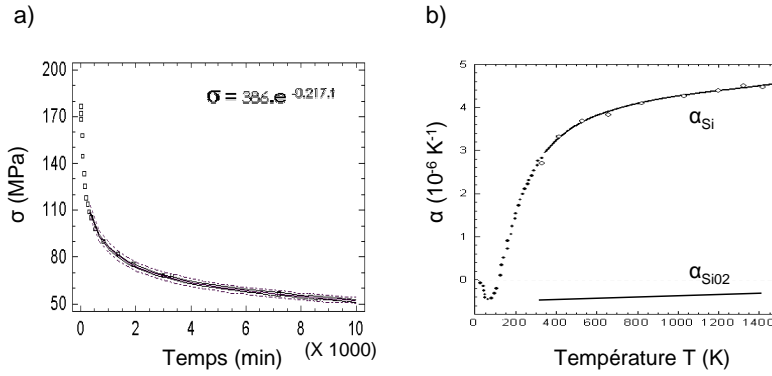 a)
σ (MPa)
200
170
140
110
80
50
σ = 386.e -0.217.t
0 2 4 6 8 10
(X 1000)
Temps (min)
b)
α (10-6 K-1)
5
4
3
2
1
0
αSi
αSi02
0 200 400 600 800 1000 1200 1400
Température T (K)